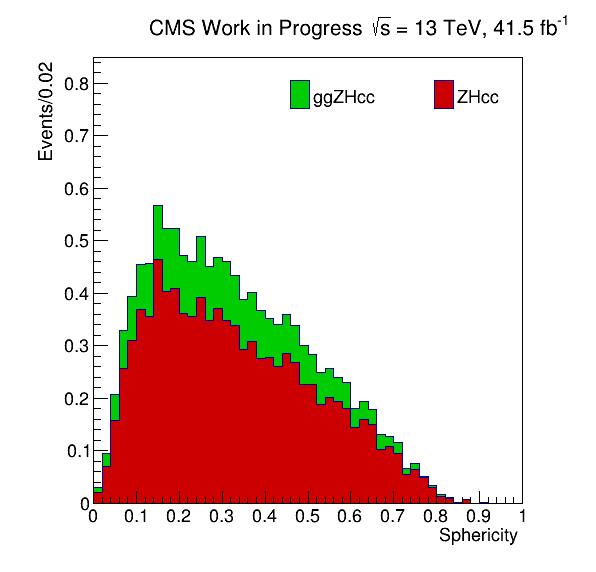 CMS Work in Progress √s = 13 TeV, 41.5 fb⁻¹
Events/0.02
ggZHcc
ZHcc
0.8
0.7
0.6
0.5
0.4
0.3
0.2
0.1
0
0 0.1 0.2 0.3 0.4 0.5 0.6 0.7 0.8 0.9 1
Sphericity